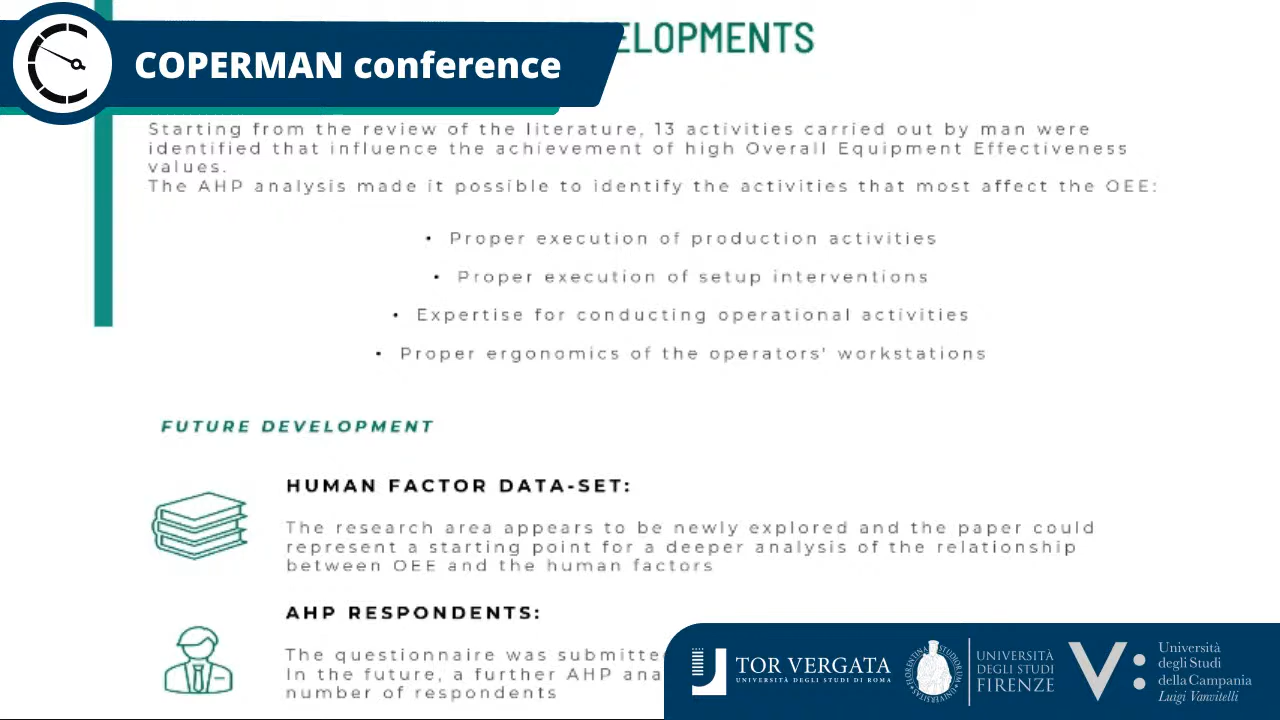 ELOPMENTS
COPERMAN conference
Starting from the review of the literature, 13 activities carried out by man were
identified that influence the achievement of high Overall Equipment Effectiveness
values.
The AHP analysis made it possible to identify the activities that most affect the OEE:
• Proper execution of production activities
• Proper execution of setup interventions
• Expertise for conducting operational activities
• Proper ergonomics of the operators' workstations
FUTURE DEVELOPMENT
HUMAN FACTOR DATA-SET:
The research area appears to be newly explored and the paper could
represent a starting point for a deeper analysis of the relationship
between OEE and the human factors
AHP RESPONDENTS:
The questionnaire was submitte
In the future, a further AHP ana
number of respondents
TOR VERGATA
UNIVERSITÀ DEGLI STUDI DI ROMA
UNIVERSITÀ
DEGLI STUDI
FIRENZE
V:
Università
degli Studi
della Campania
Luigi Vanvitelli